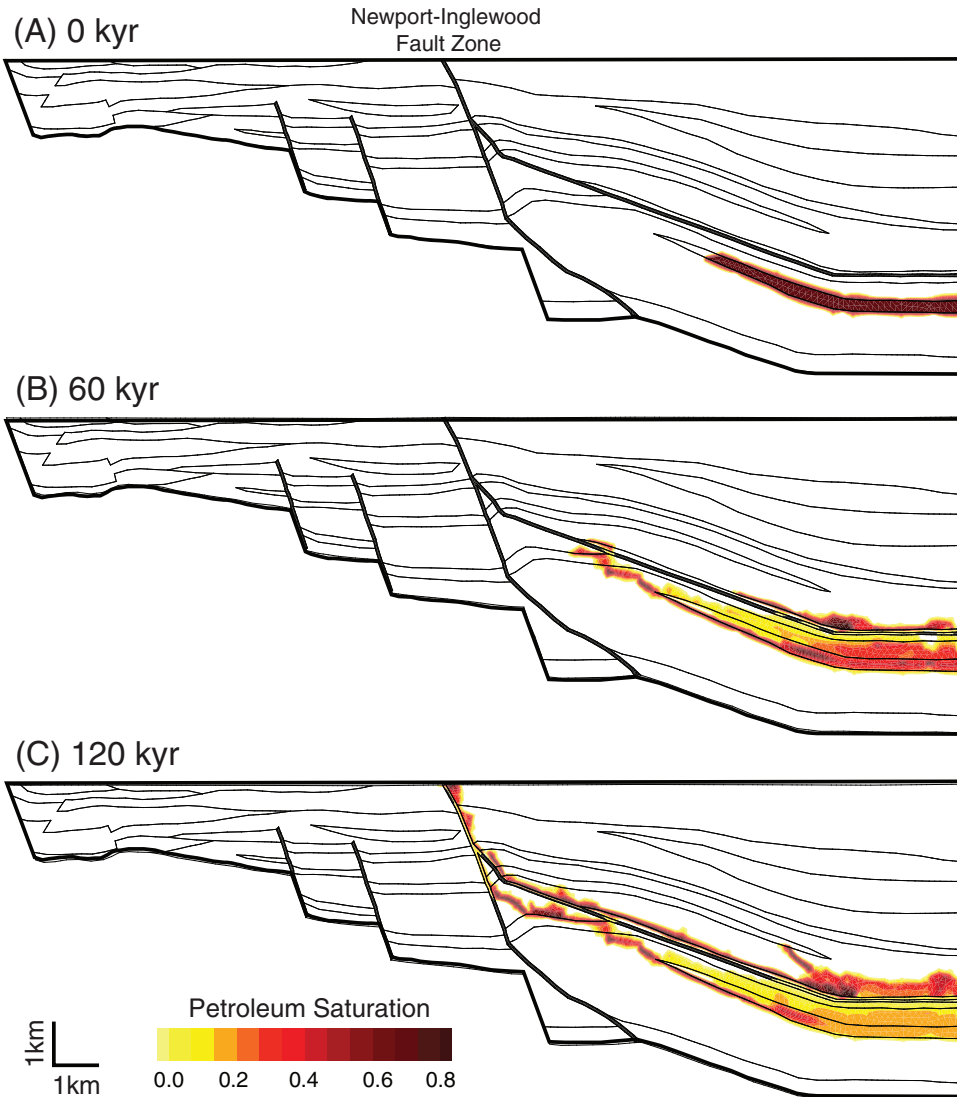 (A) 0 kyr
Newport-Inglewood
Fault Zone
(B) 60 kyr
(C) 120 kyr
Petroleum Saturation
0.0 0.2 0.4 0.6 0.8
1km
1km